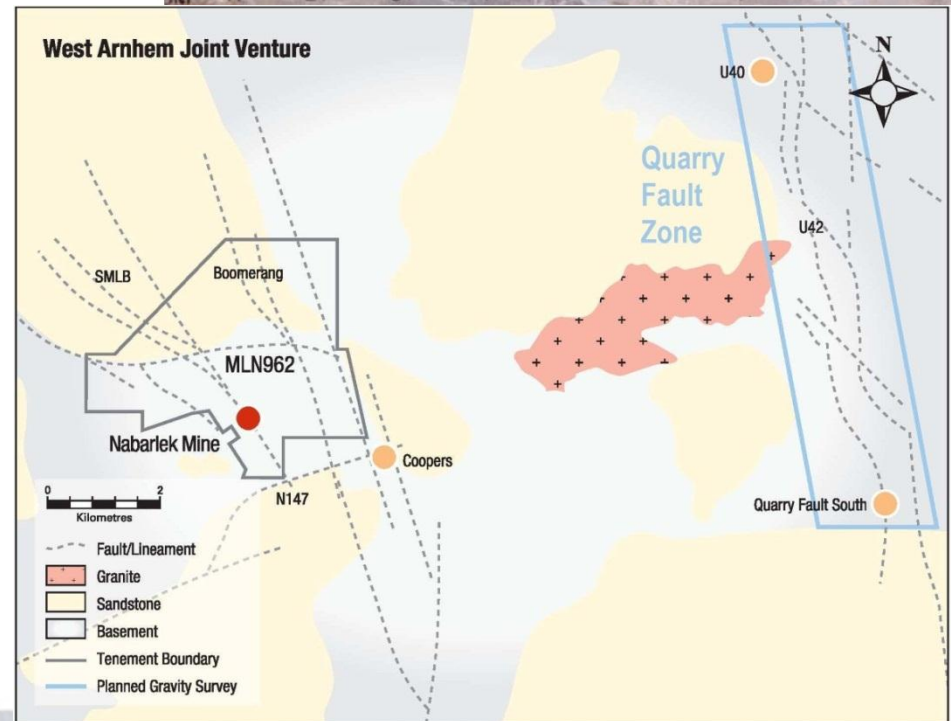 West Arnhem Joint Venture
N
U40
Quarry
Fault
Zone
U42
SMLB
Boomerang
MLN962
Nabarlek Mine
Coopers
N147
Quarry Fault South
0 2
Kilometres
Fault/Lineament
Granite
Sandstone
Basement
Tenement Boundary
Planned Gravity Survey